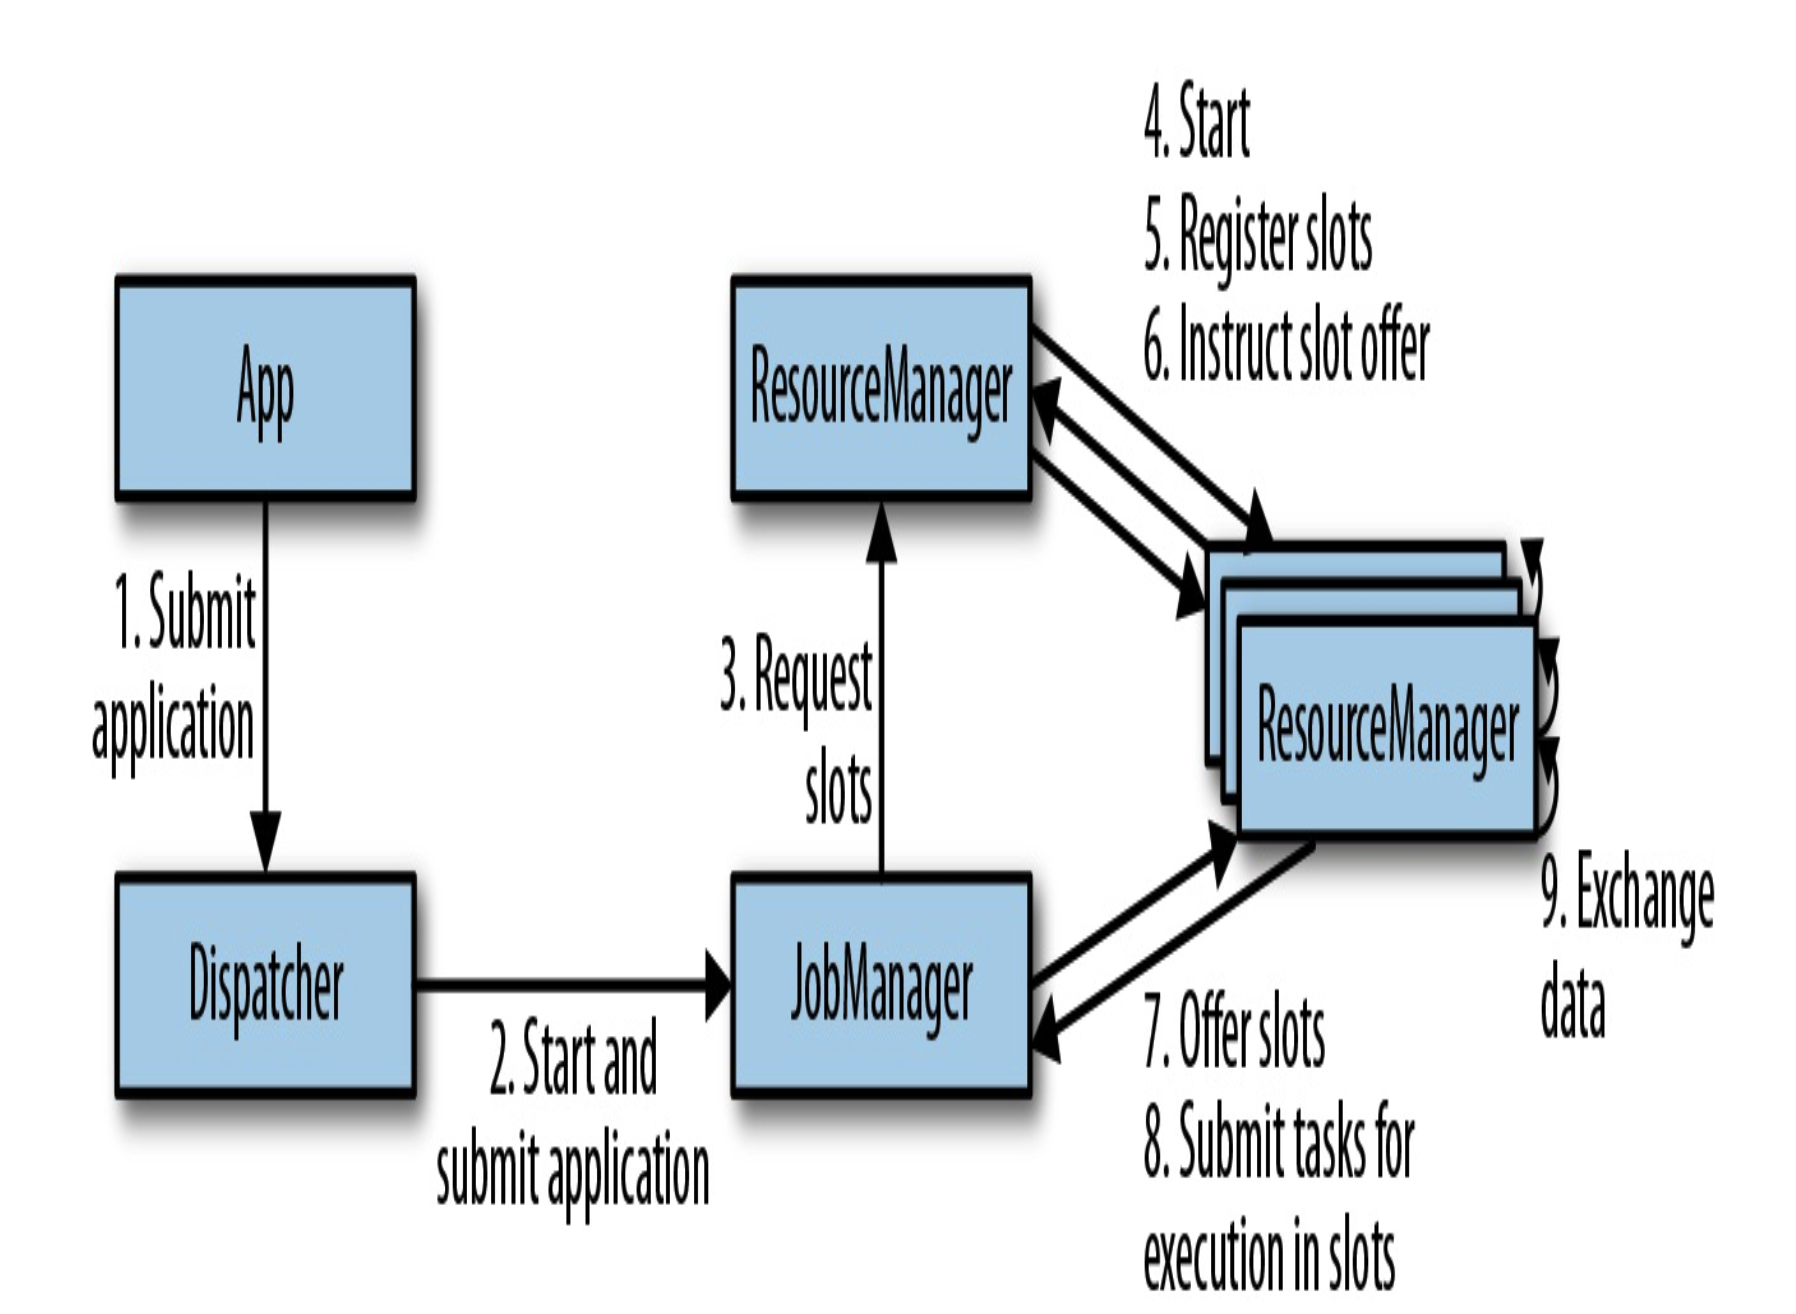 4. Start
5. Register slots
6. Instruct slot offer
App
ResourceManager
1. Submit
application
3. Request
slots
ResourceManager
Dispatcher
JobManager
9. Exchange
data
2. Start and
submit application
7. Offer slots
8. Submit tasks for
execution in slots